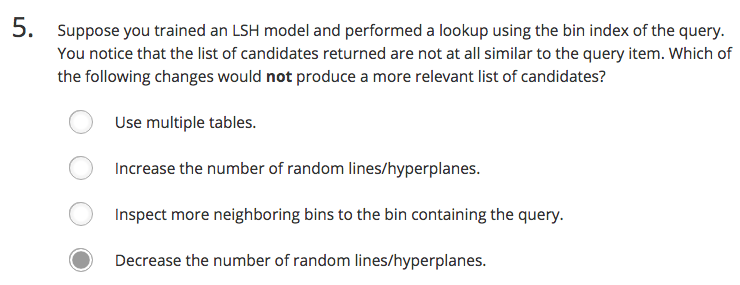 5. Suppose you trained an LSH model and performed a lookup using the bin index of the query.
You notice that the list of candidates returned are not at all similar to the query item. Which of
the following changes would not produce a more relevant list of candidates?
Use multiple tables.
Increase the number of random lines/hyperplanes.
Inspect more neighboring bins to the bin containing the query.
Decrease the number of random lines/hyperplanes.